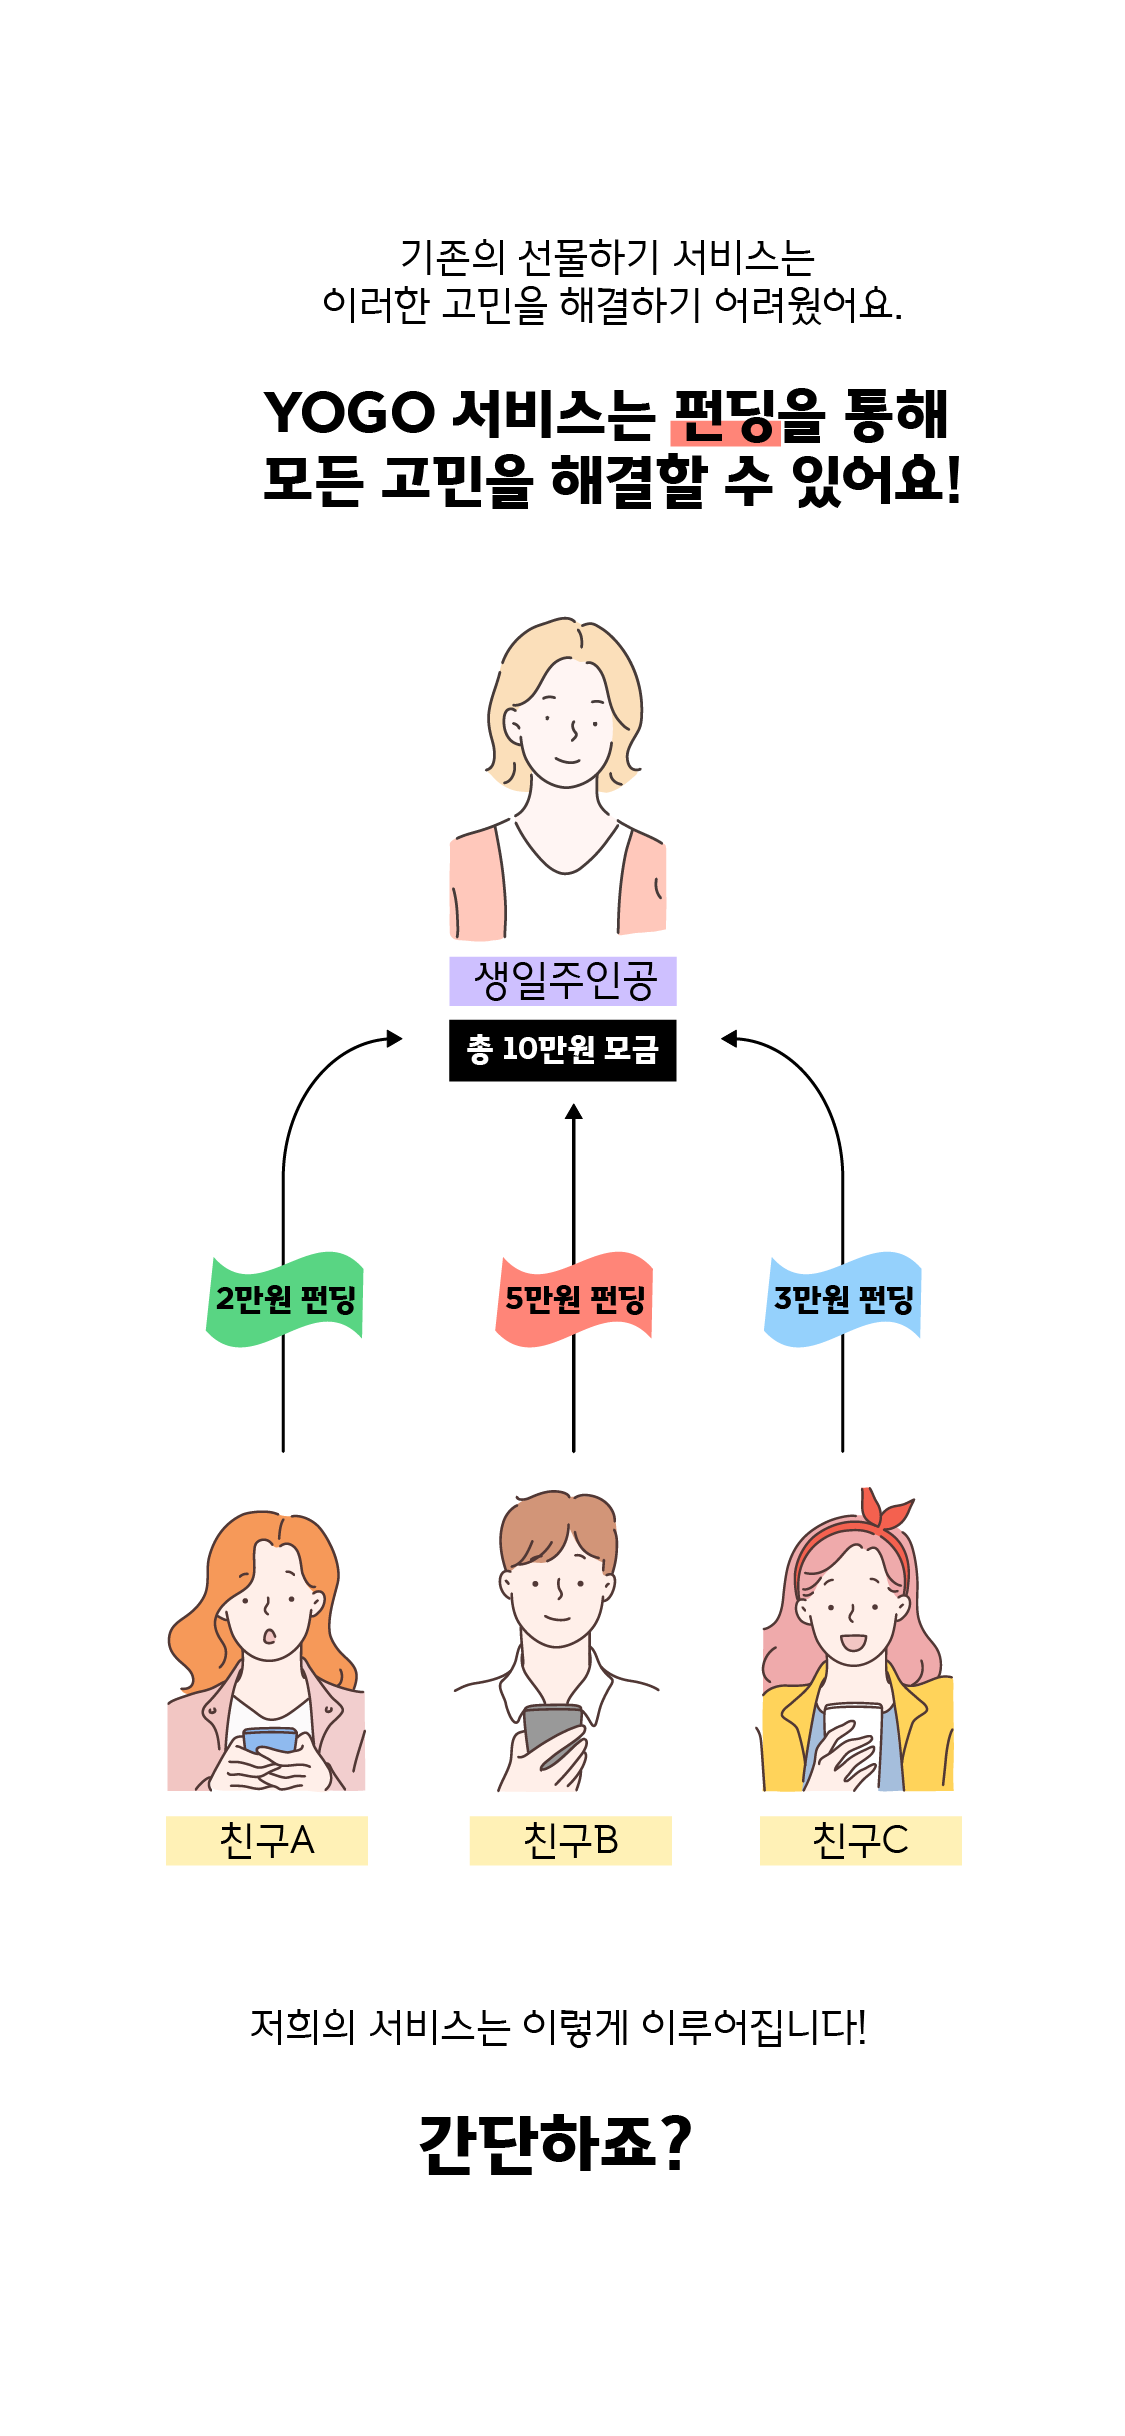 기존의 선물하기 서비스는
이러한 고민을 해결하기 어려웠어요.
YOGO 서비스는 펀딩을 통해
모든 고민을 해결할 수 있어요!
생일주인공
총 10만원 모금
2만원 펀딩
5만원 펀딩
3만원 펀딩
친구A
친구B
친구C
저희의 서비스는 이렇게 이루어집니다!
간단하죠?